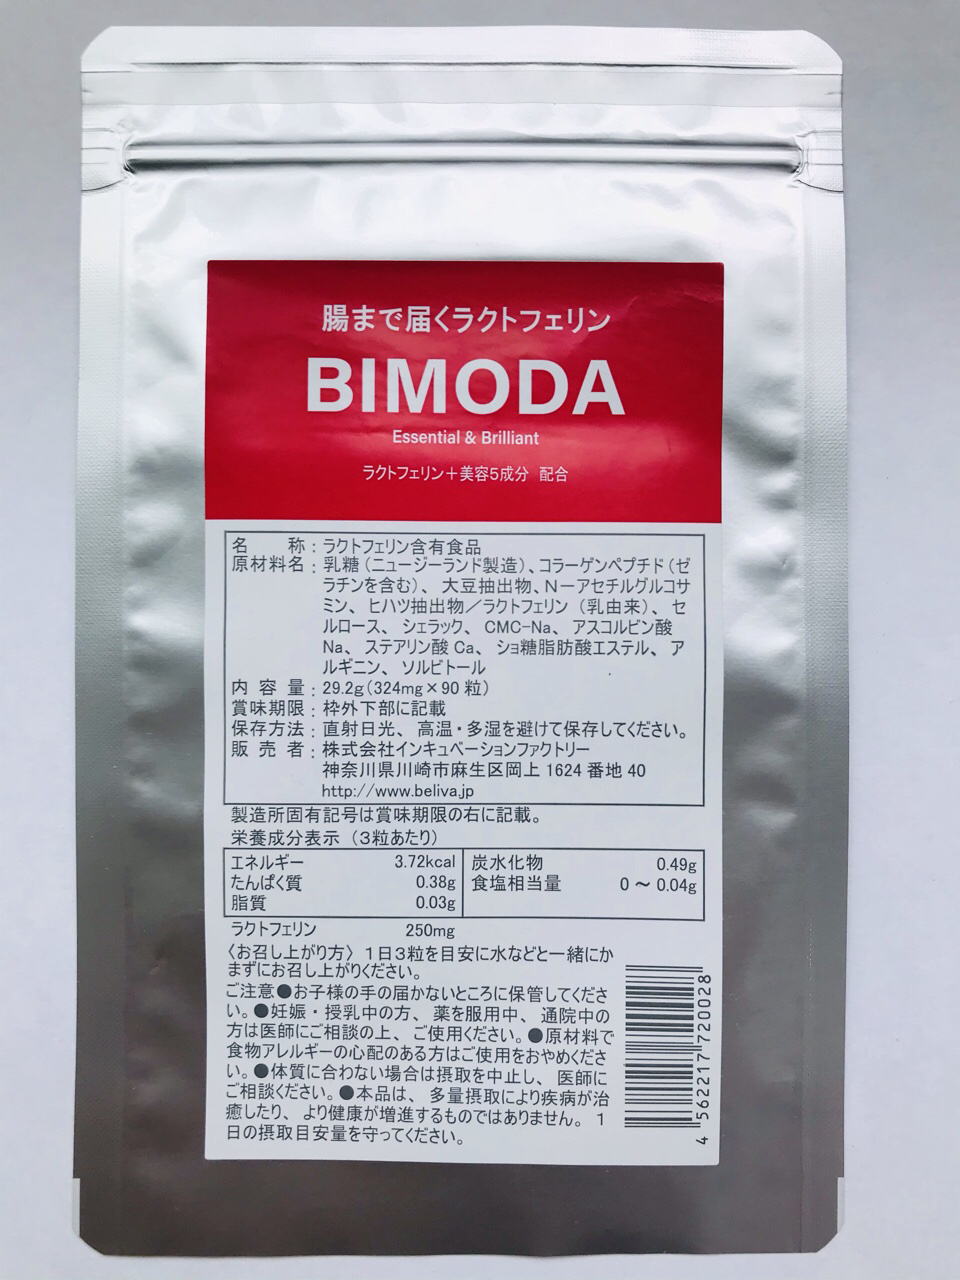 腸まで届くラクトフェリン
BIMODA
Essential & Brilliant
ラクトフェリン＋美容5成分 配合
名 称：ラクトフェリン含有食品
原材料名：乳糖（ニュージーランド製造）、コラーゲンペプチド（ゼ
ラチンを含む）、大豆抽出物、N－アセチルグルコサ
ミン、ヒハツ抽出物／ラクトフェリン（乳由来）、セ
ルロース、シェラック、CMC-Na、アスコルビン酸
Na、ステアリン酸 Ca、ショ糖脂肪酸エステル、ア
ルギニン、ソルビトール
内 容 量：29.2g（324mg×90 粒）
賞味期限：枠外下部に記載
保存方法：直射日光、高温・多湿を避けて保存してください。
販 売 者：株式会社インキュベーションファクトリー
神奈川県川崎市麻生区岡上 1624 番地 40
http://www.beliva.jp
製造所固有記号は賞味期限の右に記載。
栄養成分表示（3粒あたり）
エネルギー 3.72kcal
たんぱく質 0.38g
脂質 0.03g
炭水化物 0.49g
食塩相当量 0 ～ 0.04g
ラクトフェリン 250mg
〈お召し上がり方〉1日3粒を目安に水などと一緒にか
まずにお召し上がりください。
ご注意●お子様の手の届かないところに保管してくださ
い。●妊娠・授乳中の方、薬を服用中、通院中の
方は医師にご相談の上、ご使用ください。●原材料で
食物アレルギーの心配のある方はご使用をおやめくださ
い。●体質に合わない場合は摂取を中止し、医師に
ご相談ください。●本品は、多量摂取により疾病が治
癒したり、より健康が増進するものではありません。1
日の摂取目安量を守ってください。
4 562217 720028